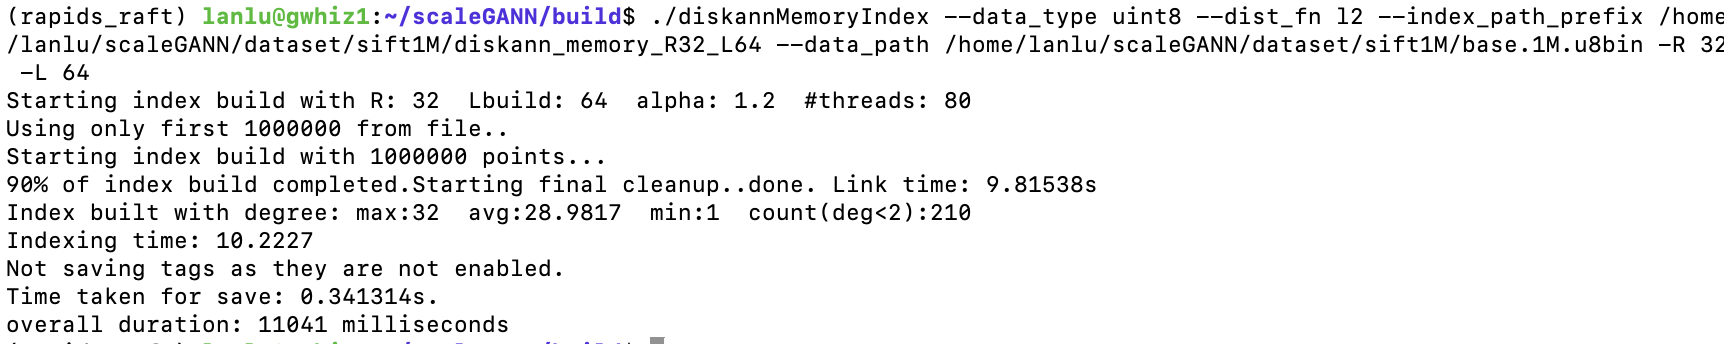 (rapids_raft) lanlu@gwhiz1:~/scaleGANN/build$ ./diskannMemoryIndex --data_type uint8 --dist_fn l2 --index_path_prefix /home
/lanlu/scaleGANN/dataset/sift1M/diskann_memory_R32_L64 --data_path /home/lanlu/scaleGANN/dataset/sift1M/base.1M.u8bin -R 32
-L 64
Starting index build with R: 32  Lbuild: 64  alpha: 1.2  #threads: 80
Using only first 1000000 from file..
Starting index build with 1000000 points...
90% of index build completed.Starting final cleanup..done. Link time: 9.81538s
Index built with degree: max:32  avg:28.9817  min:1  count(deg<2):210
Indexing time: 10.2227
Not saving tags as they are not enabled.
Time taken for save: 0.341314s.
overall duration: 11041 milliseconds